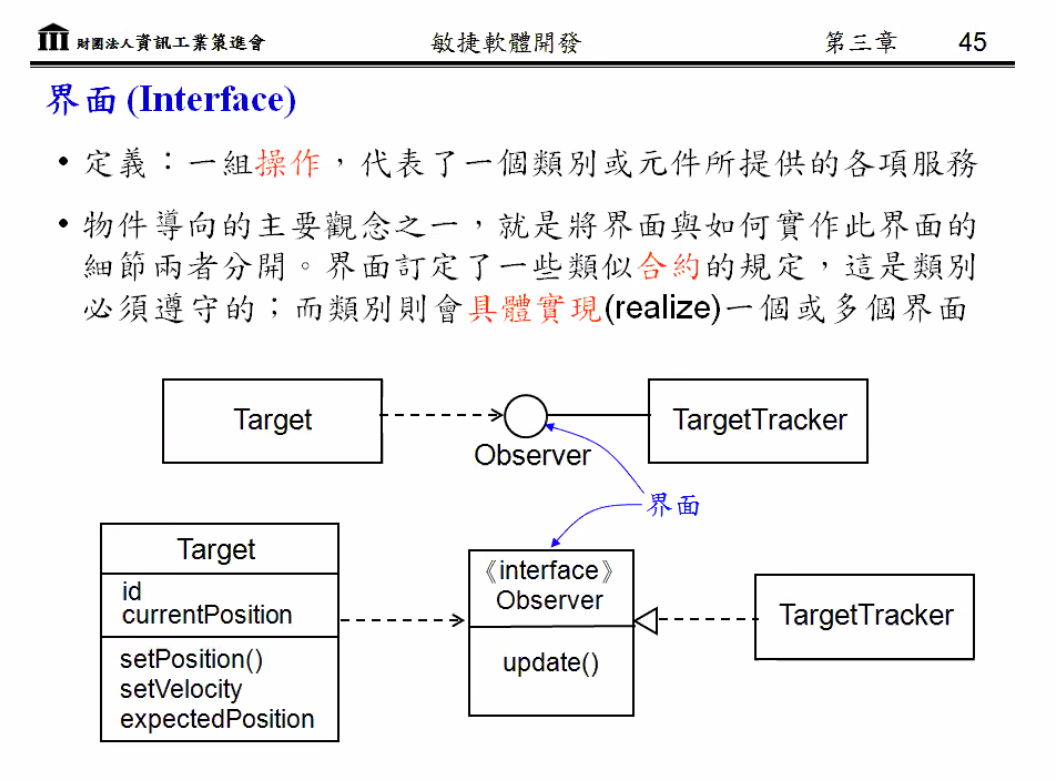 財團法人資訊工業策進會 敏捷軟體開發 第三章 45
界面 (Interface)
• 定義：一組操作，代表了一個類別或元件所提供的各項服務
• 物件導向的主要觀念之一，就是將界面與如何實作此界面的
細節兩者分開。界面訂定了一些類似合約的規定，這是類別
必須遵守的；而類別則會具體實現(realize)一個或多個界面
Target
TargetTracker
Observer
界面
Target
id
currentPosition
setPosition()
setVelocity
expectedPosition
《interface》
Observer
update()
TargetTracker